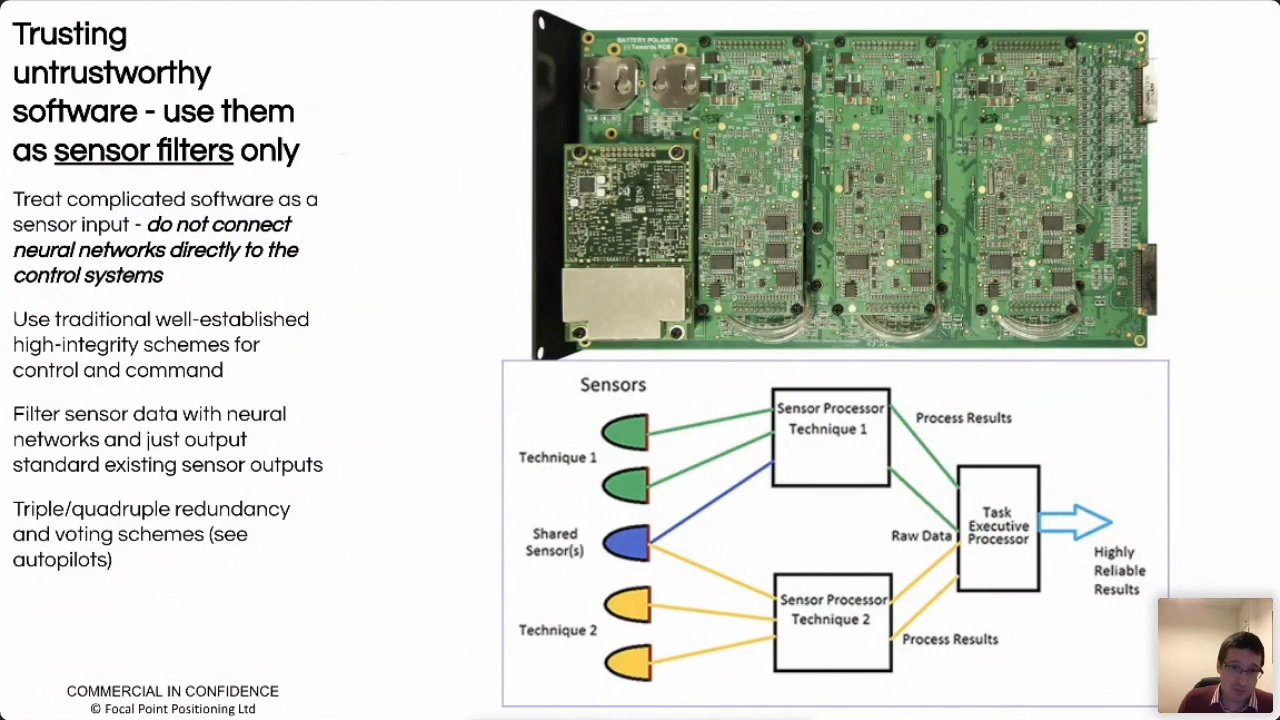 Trusting
untrustworthy
software - use them
as sensor filters only
Treat complicated software as a
sensor input - do not connect
neural networks directly to the
control systems
Use traditional well-established
high-integrity schemes for
control and command
Filter sensor data with neural
networks and just output
standard existing sensor outputs
Triple/quadruple redundancy
and voting schemes (see
autopilots)
COMMERCIAL IN CONFIDENCE
© Focal Point Positioning Ltd
BATTERY POLARITY
(-) Towards PCB
Sensors
Technique 1
Shared
Sensor(s)
Technique 2
Sensor Processor
Technique 1
Process Results
Raw Data
Task
Executive
Processor
Sensor Processor
Technique 2
Process Results
Highly
Reliable
Results